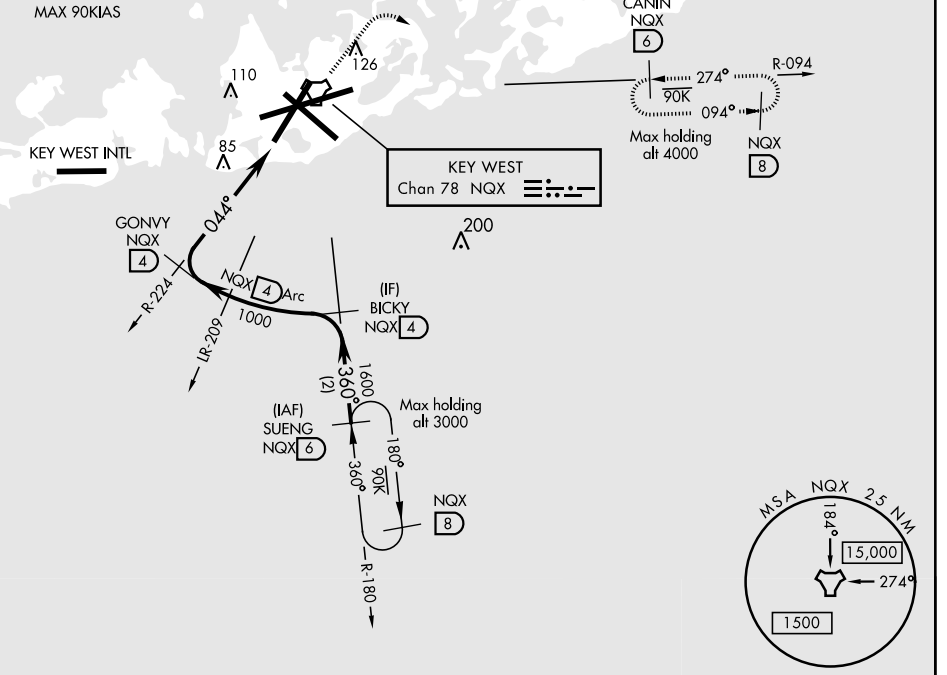 MAX 90KIAS
CANIN
NQX
6
R-094
274°
90K
094°
Max holding
alt 4000
NQX
8
126
110
85
KEY WEST INTL
KEY WEST
Chan 78 NQX
200
044°
GONVY
NQX
4
R-224
NQX 4 Arc
1000
LR-209
(IF)
BICKY
NQX 4
1600
360°
(2)
(IAF)
SUENG
NQX 6
Max holding
alt 3000
180°
90K
360°
NQX
8
R-180
MSA NQX 25 NM
184°
15,000
274°
1500